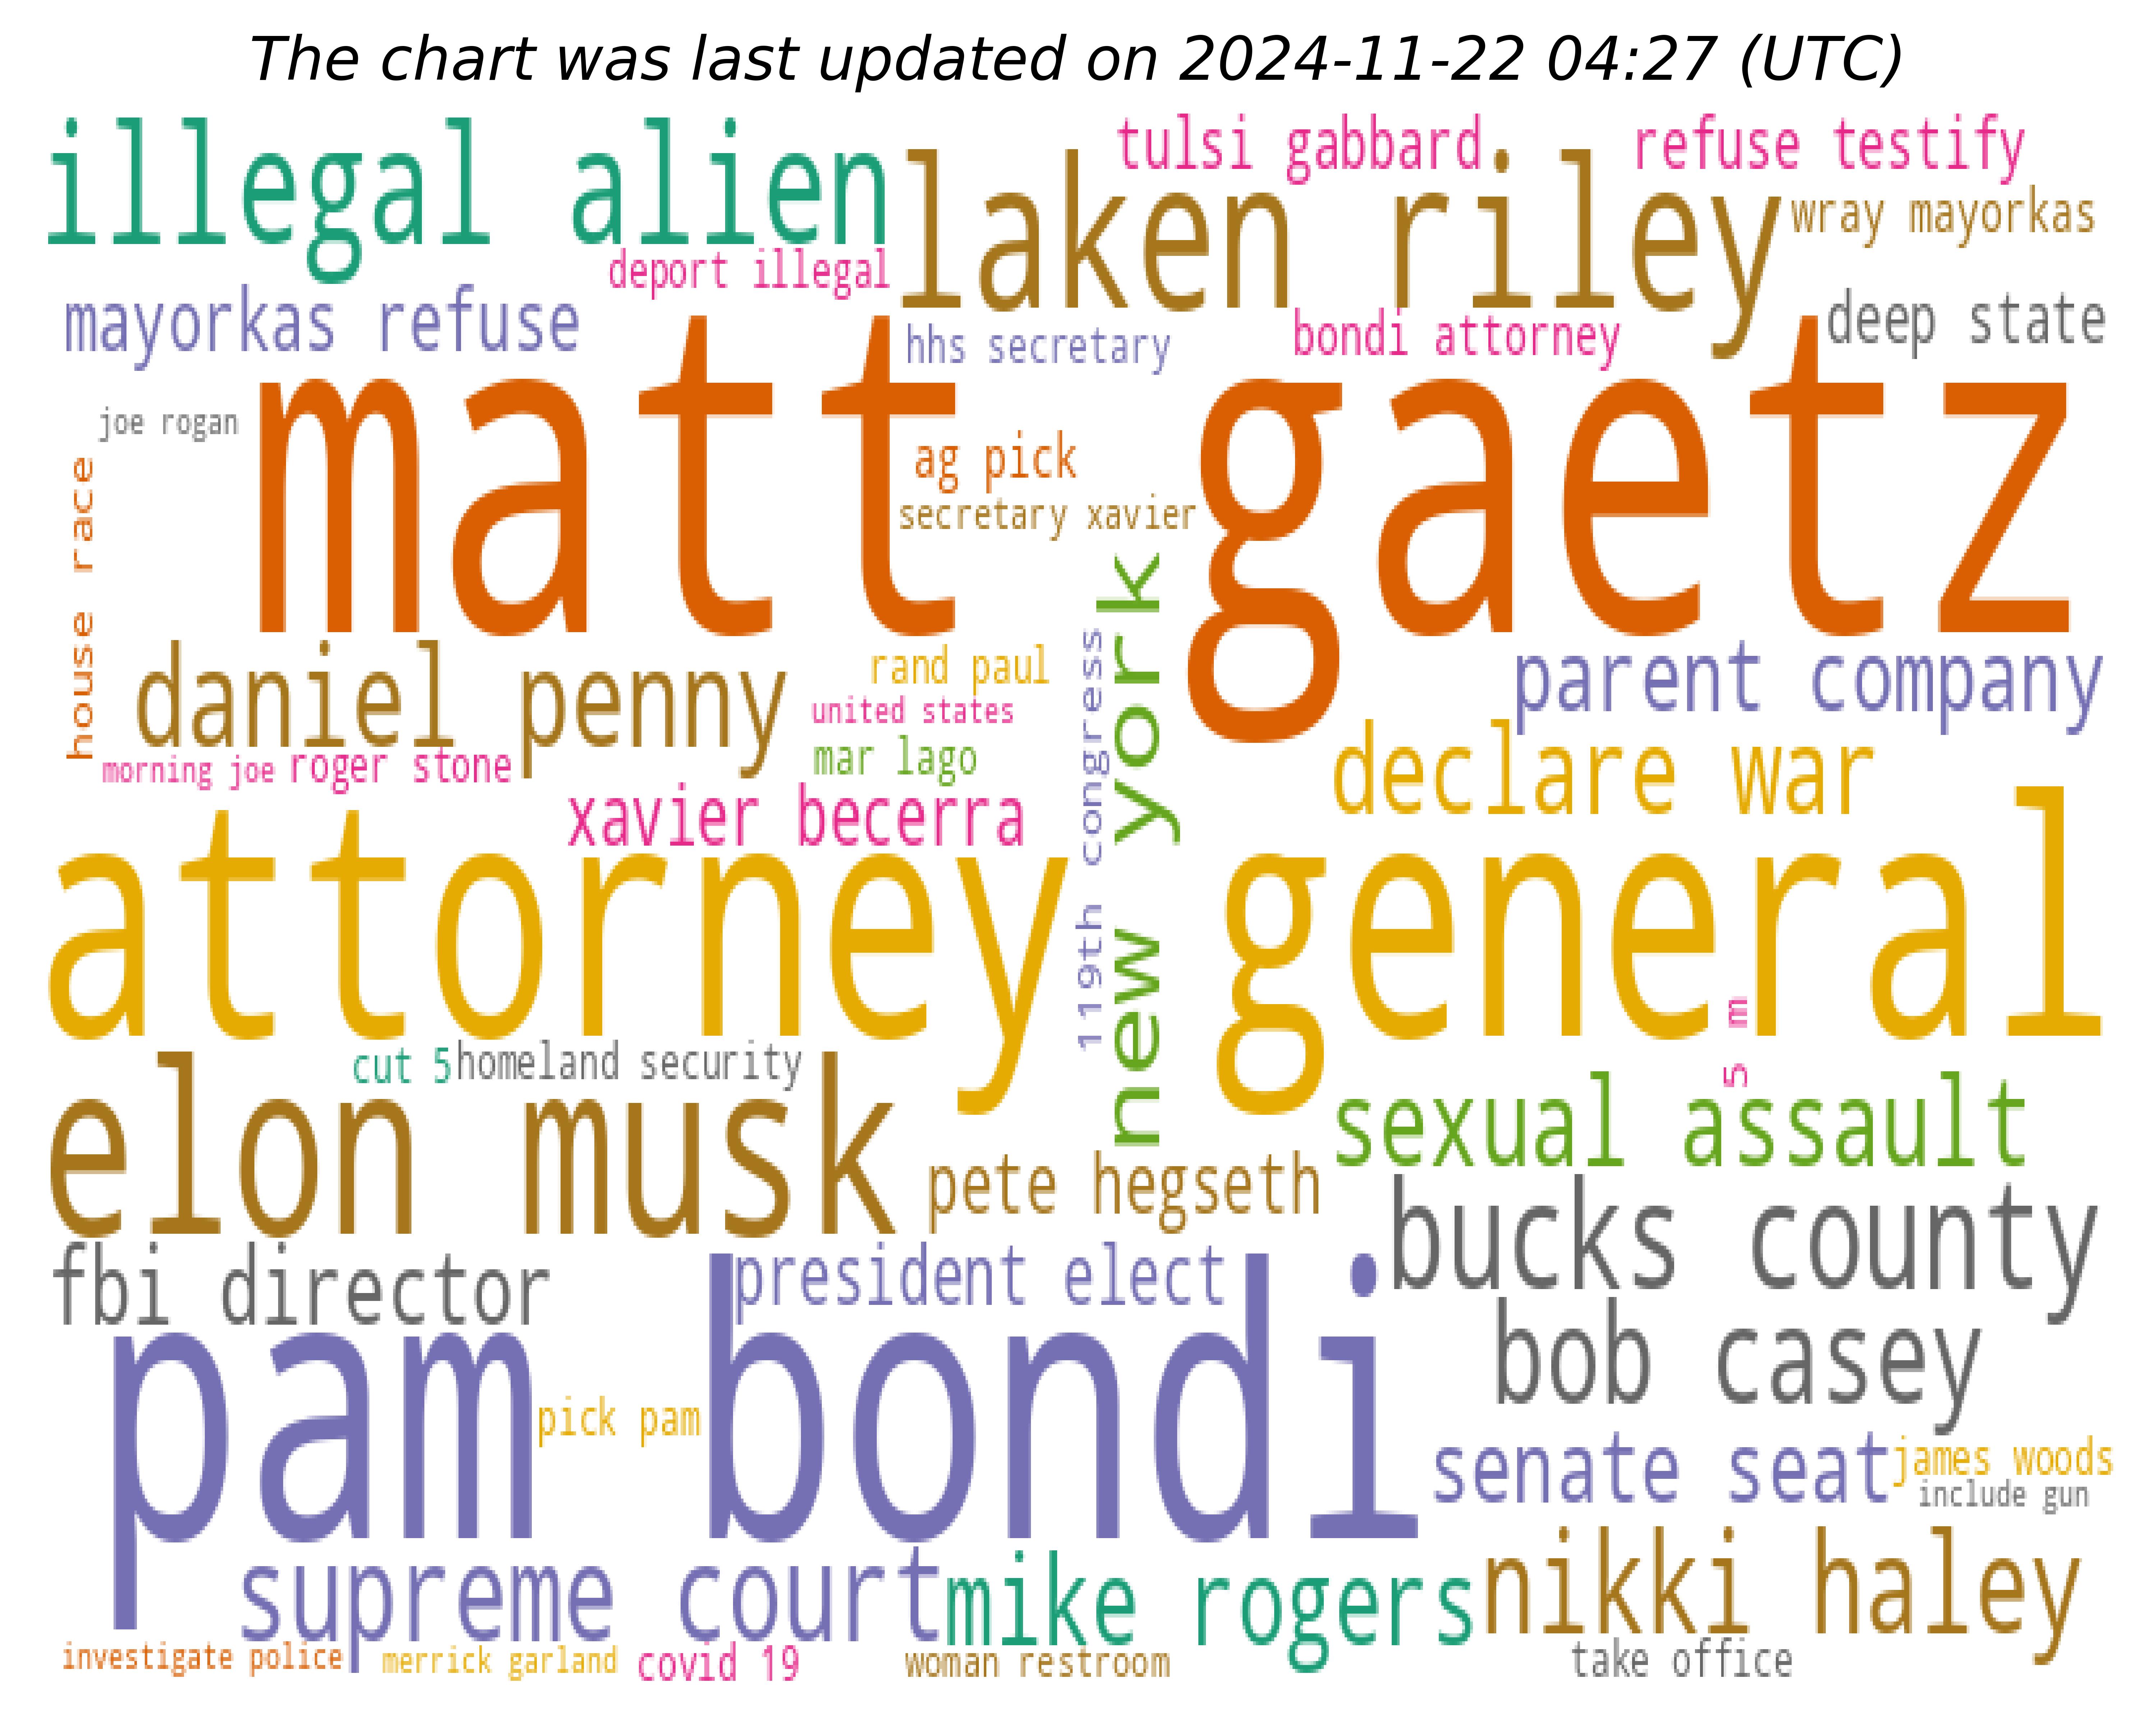 The chart was last updated on 2024-11-22 04:27 (UTC)
illegal alien
tulsi gabbard
refuse testify
laken riley
wray mayorkas
deport illegal
mayorkas refuse
hhs secretary
bondi attorney
deep state
joe rogan
matt gaetz
ag pick
secretary xavier
house race
new york
119th congress
daniel penny
rand paul
united states
parent company
morning joe
roger stone
mar lago
declare war
xavier becerra
attorney general
5 m
cut 5
homeland security
elon musk
sexual assault
pete hegseth
bucks county
fbi director
president elect
pam bondi
bob casey
pick pam
senate seat
james woods
include gun
supreme court
mike rogers
nikki haley
investigate police
merrick garland
covid 19
woman restroom
take office